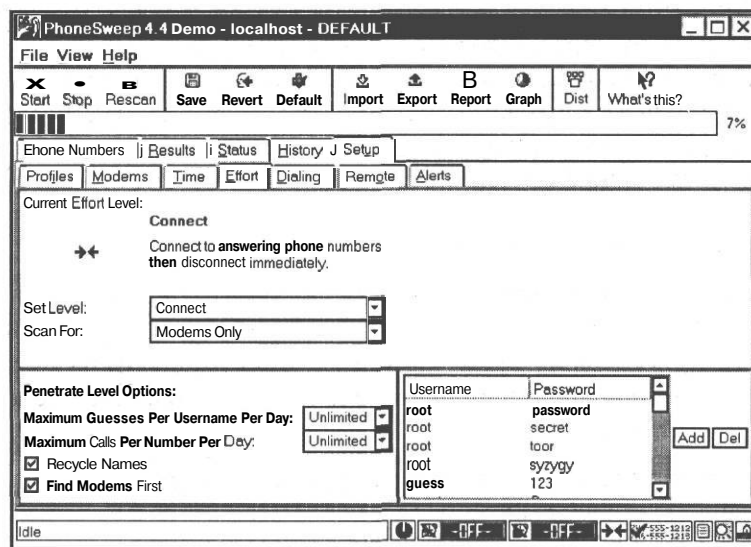 PhoneSweep 4.4 Demo - localhost - DEFAULT
File View Help
Start Stop Rescan Save Revert Default Import Export Report Graph Dist What's this?
7%
Ehone Numbers Results Status History Setup
Profiles Modems Time Effort Dialing Remote Alerts
Current Effort Level:
Connect
Connect to answering phone numbers
then disconnect immediately.
Set Level: Connect
Scan For: Modems Only
Penetrate Level Options:
Maximum Guesses Per Username Per Day: Unlimited
Maximum Calls Per Number Per Day: Unlimited
Recycle Names
Find Modems First
Username Password
root password
root secret
root toor
root syzygy
guess 123
Add Del
Idle
-OFF- -OFF- 555-1212